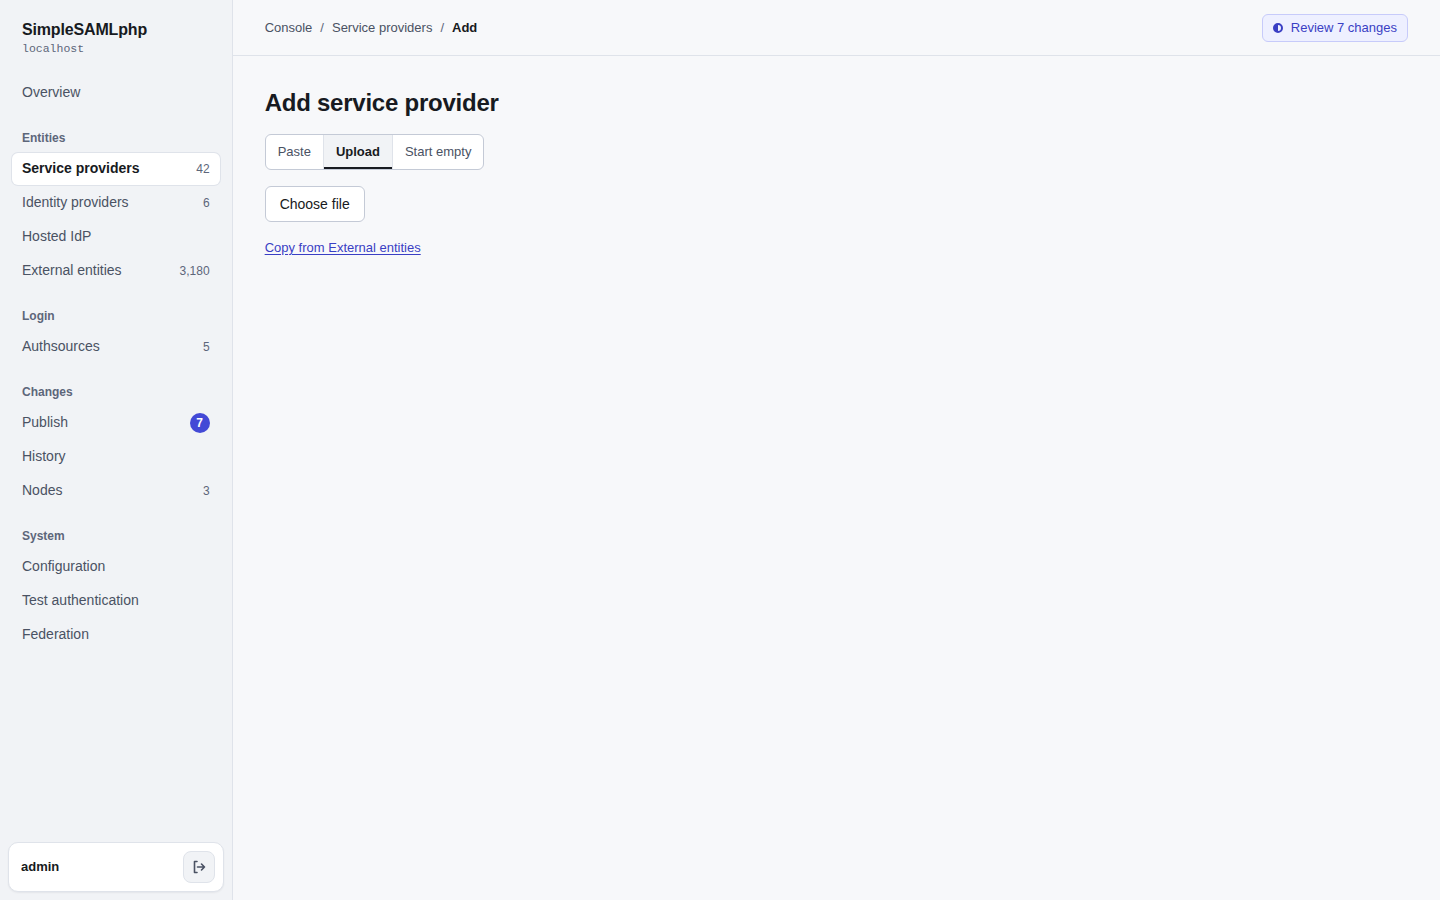 SimpleSAMLphp
localhost
Overview
Entities
Service providers 42
Identity providers 6
Hosted IdP
External entities 3,180
Login
Authsources 5
Changes
Publish 7
History
Nodes 3
System
Configuration
Test authentication
Federation
admin
Console / Service providers / Add
Review 7 changes
Add service provider
Paste Upload Start empty
Choose file
Copy from External entities